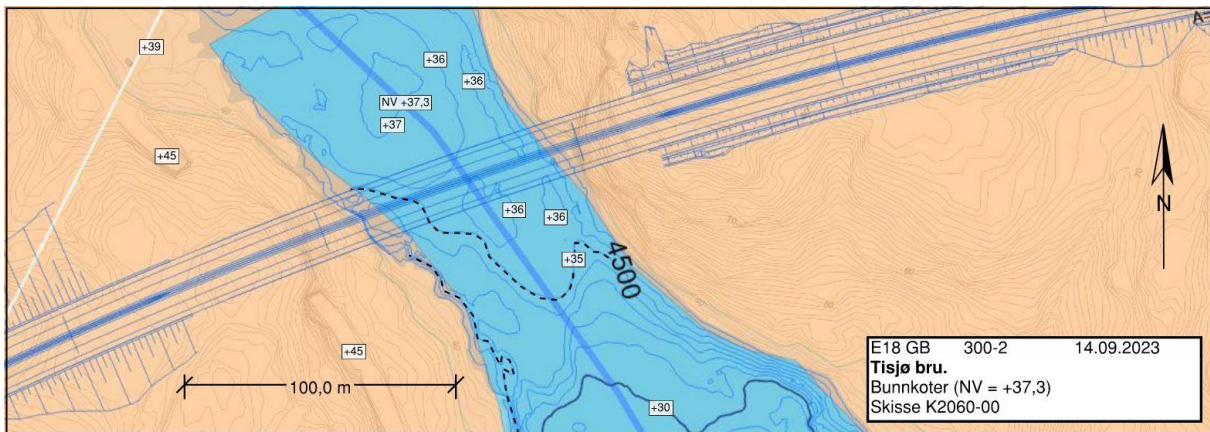 A
+39
+36
+36
NV +37,3
+37
+45
N
+36
+36
+35
4500
+45
100,0 m
+30
E18 GB 300-2 14.09.2023
Tisjø bru.
Bunnkoter (NV = +37,3)
Skisse K2060-00